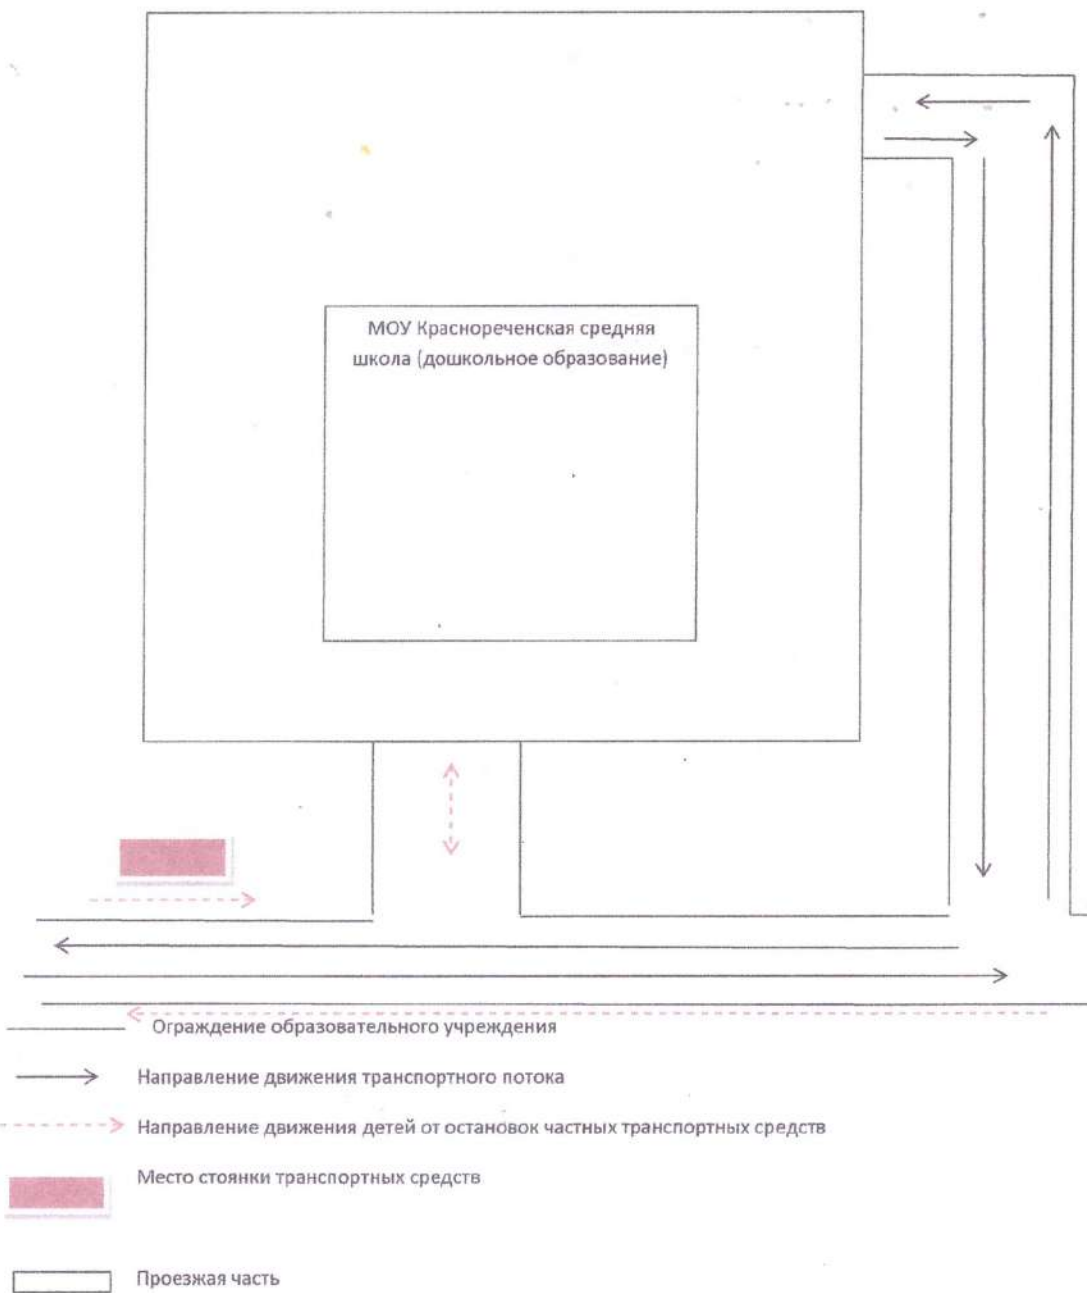 МОУ Краснореченская средняя
школа (дошкольное образование)
Ограждение образовательного учреждения
Направление движения транспортного потока
Направление движения детей от остановок частных транспортных средств
Место стоянки транспортных средств
Проезжая часть